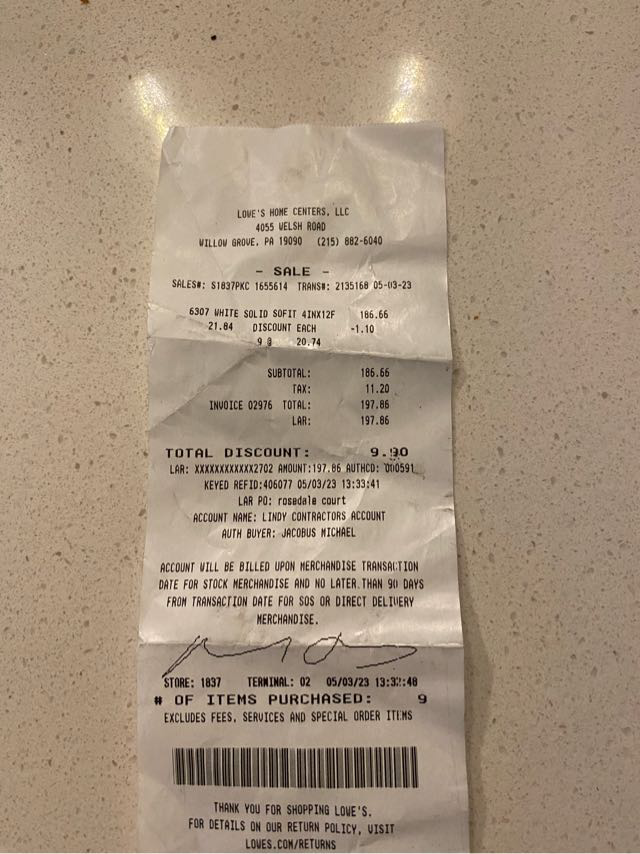 LOWE'S HOME CENTERS, LLC
4055 WELSH ROAD
WILLOW GROVE, PA 19090 (215) 882-6040
- SALE -
SALES#: S1837PKC 1655614 TRANS#: 2135168 05-03-23
6307 WHITE SOLID SOFIT 4INX12F 186.66
21.84 DISCOUNT EACH -1.10
9 @ 20.74
SUBTOTAL: 186.66
TAX: 11.20
INVOICE 02976 TOTAL: 197.86
LAR: 197.86
TOTAL DISCOUNT: 9.90
LAR: XXXXXXXXXXXX2702 AMOUNT:197.86 AUTHCD: 000591
KEYED REFID:406077 05/03/23 13:33:41
LAR PO: rosedale court
ACCOUNT NAME: LINDY CONTRACTORS ACCOUNT
AUTH BUYER: JACOBUS MICHAEL
ACCOUNT WILL BE BILLED UPON MERCHANDISE TRANSACTION
DATE FOR STOCK MERCHANDISE AND NO LATER THAN 90 DAYS
FROM TRANSACTION DATE FOR SOS OR DIRECT DELIVERY
MERCHANDISE.
STORE: 1837 TERMINAL: 02 05/03/23
# OF ITEMS PURCHASED: 9
EXCLUDES FEES, SERVICES AND SPECIAL ORDER ITEMS
THANK YOU FOR SHOPPING LOWE'S.
FOR DETAILS ON OUR RETURN POLICY, VISIT
LOWES.COM/RETURNS